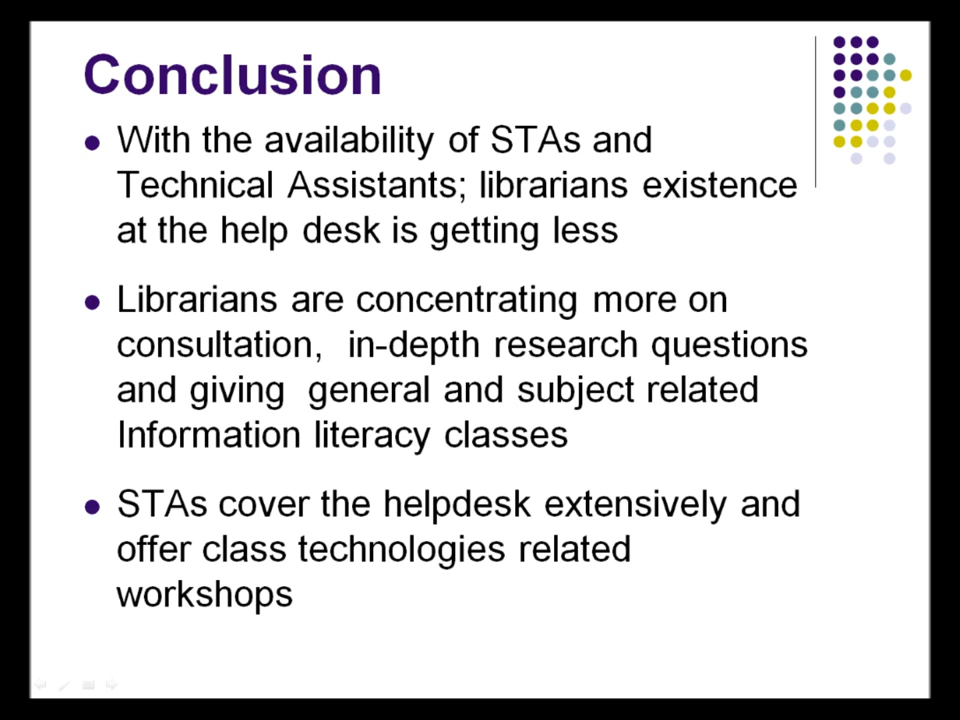 Conclusion
With the availability of STAs and
Technical Assistants; librarians existence
at the help desk is getting less
Librarians are concentrating more on
consultation, in-depth research questions
and giving general and subject related
Information literacy classes
STAs cover the helpdesk extensively and
offer class technologies related
workshops